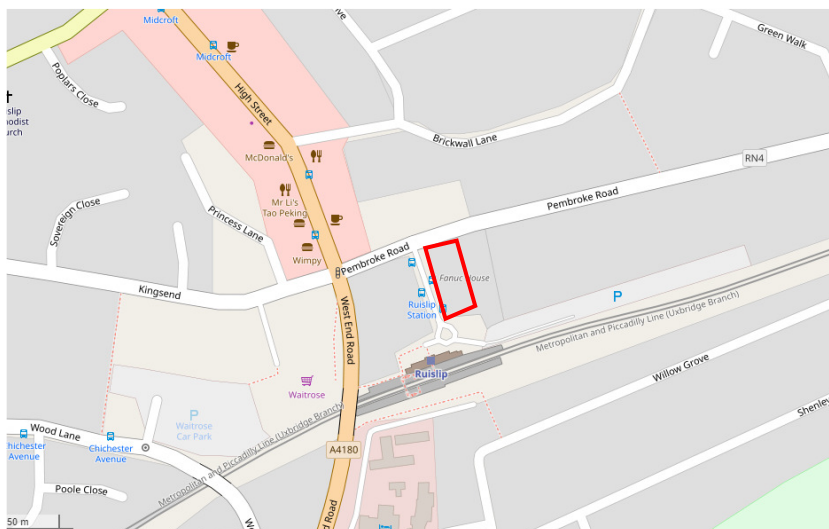 Midcroft
Midcroft
Green Walk
Poplars Close
High Street
Brickwall Lane
McDonald's
RN4
Pembroke Road
Mr Li's
Tao Peking
Princess Lane
Sovereign Close
Wimpy
Pembroke Road
Kingsend
Fanuc House
P
Ruislip
Station
West End Road
Metropolitan and Piccadilly Line (Uxbridge Branch)
Ruislip
Waitrose
Willow Grove
P
Waitrose
Car Park
Shenley
Wood Lane
Chichester
Avenue
Chichester
Avenue
Metropolitan and Piccadilly Line (Uxbridge Branch)
A4180
Poole Close
50 m